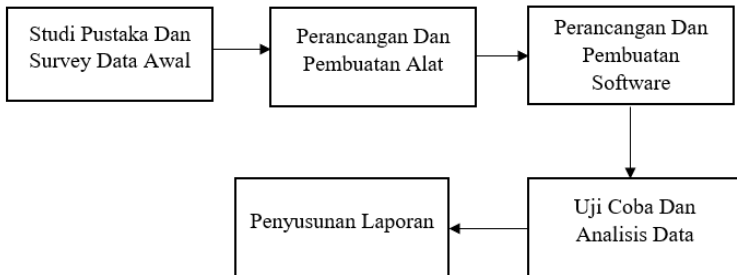 Studi Pustaka Dan
Survey Data Awal
Perancangan Dan
Pembuatan Alat
Perancangan Dan
Pembuatan
Software
Uji Coba Dan
Analisis Data
Penyusunan Laporan